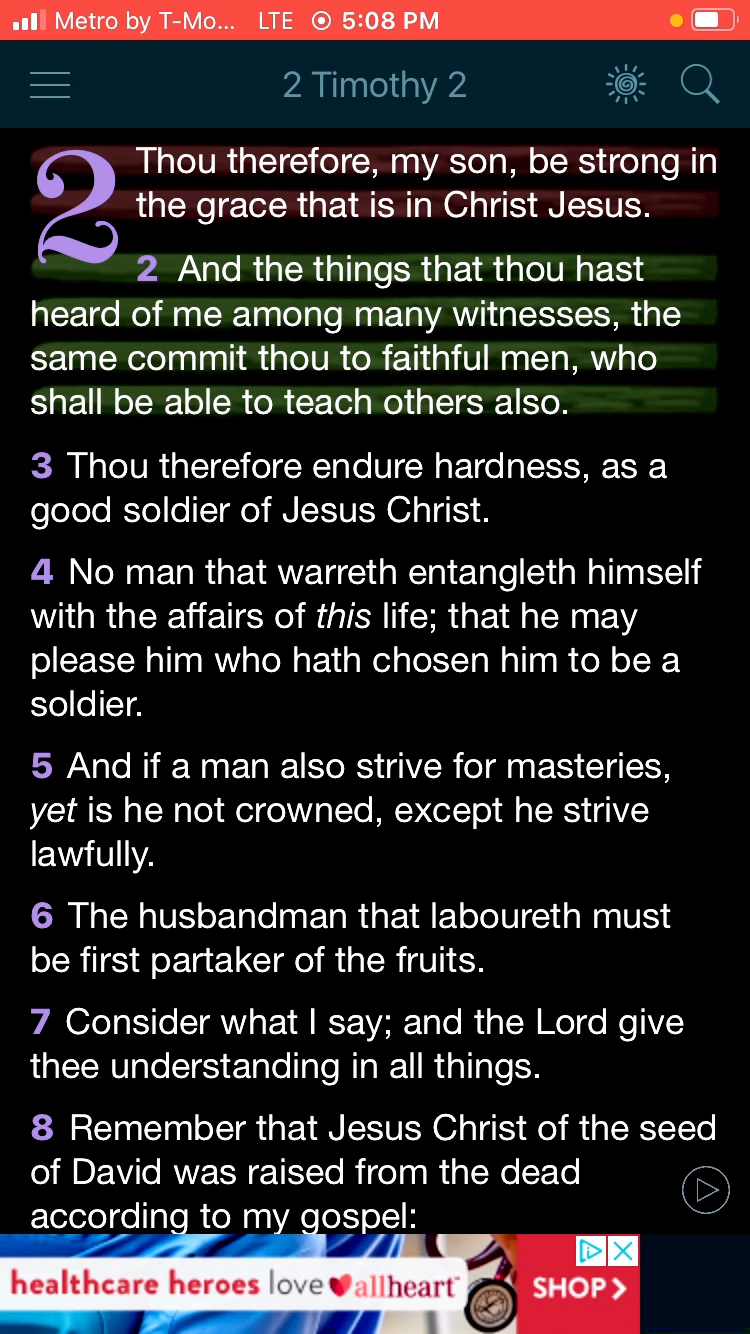 Metro by T-Mo... LTE 5:08 PM
2 Timothy 2
2 Thou therefore, my son, be strong in
the grace that is in Christ Jesus.
2 And the things that thou hast
heard of me among many witnesses, the
same commit thou to faithful men, who
shall be able to teach others also.
3 Thou therefore endure hardness, as a
good soldier of Jesus Christ.
4 No man that warreth entangleth himself
with the affairs of this life; that he may
please him who hath chosen him to be a
soldier.
5 And if a man also strive for masteries,
yet is he not crowned, except he strive
lawfully.
6 The husbandman that laboureth must
be first partaker of the fruits.
7 Consider what I say; and the Lord give
thee understanding in all things.
8 Remember that Jesus Christ of the seed
of David was raised from the dead
according to my gospel:
healthcare heroes love allheart SHOP